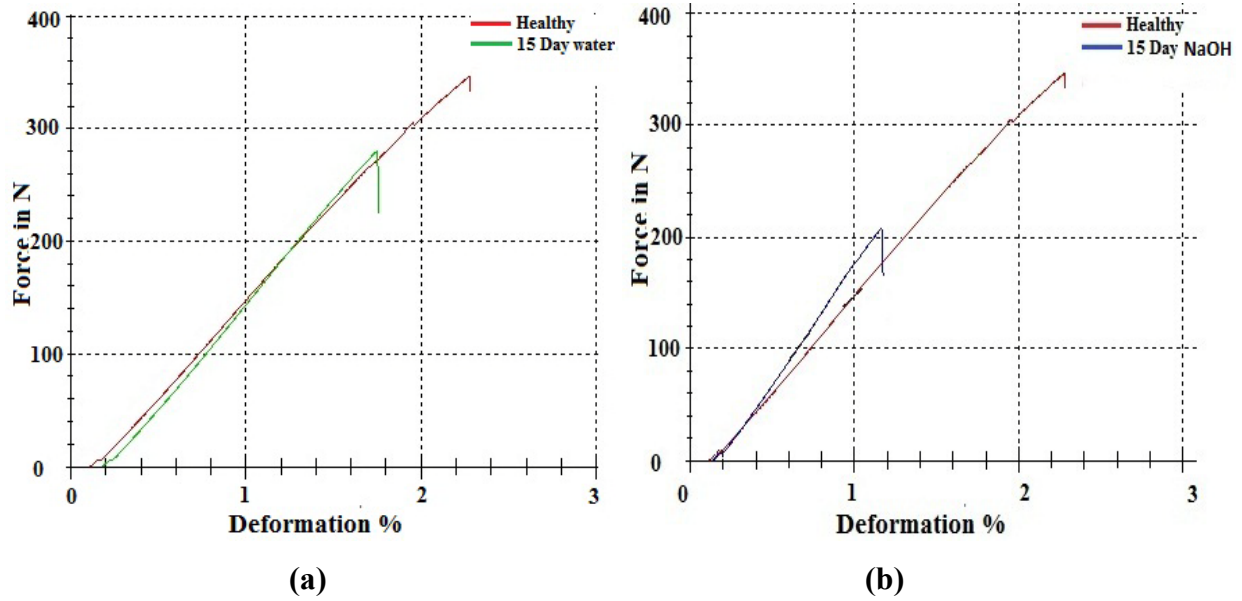 400
300
200
100
0
Force in N
Healthy
15 Day water
0 1 2 3
Deformation %
(a)
400
300
200
100
0
Force in N
Healthy
15 Day NaOH
0 1 2 3
Deformation %
(b)